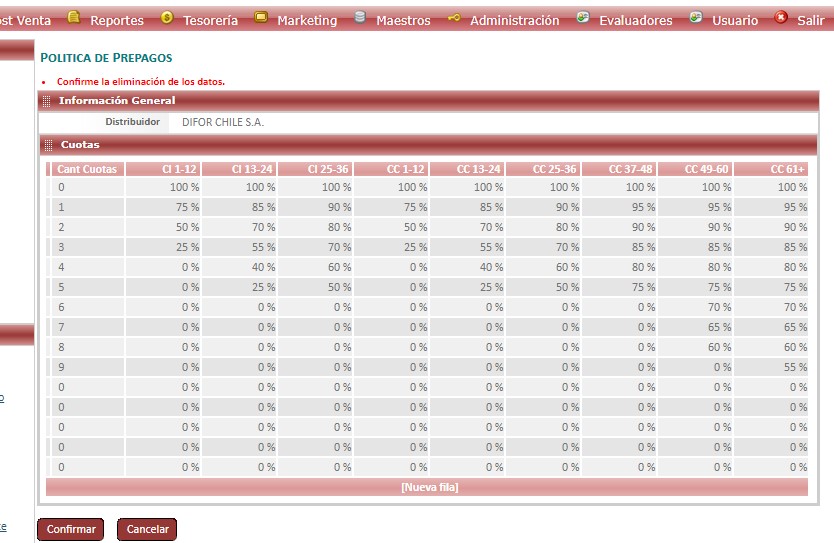 st Venta Reportes Tesorería Marketing Maestros Administración Evaluadores Usuario Salir
POLITICA DE PREPAGOS
• Confirme la eliminación de los datos.
Información General
Distribuidor DIFOR CHILE S.A.
Cuotas
Cant Cuotas CI 1-12 CI 13-24 CI 25-36 CC 1-12 CC 13-24 CC 25-36 CC 37-48 CC 49-60 CC 61+
0 100 % 100 % 100 % 100 % 100 % 100 % 100 % 100 % 100 %
1 75 % 85 % 90 % 75 % 85 % 90 % 95 % 95 % 95 %
2 50 % 70 % 80 % 50 % 70 % 80 % 90 % 90 % 90 %
3 25 % 55 % 70 % 25 % 55 % 70 % 85 % 85 % 85 %
4 0 % 40 % 60 % 0 % 40 % 60 % 80 % 80 % 80 %
5 0 % 25 % 50 % 0 % 25 % 50 % 75 % 75 % 75 %
6 0 % 0 % 0 % 0 % 0 % 0 % 0 % 70 % 70 %
7 0 % 0 % 0 % 0 % 0 % 0 % 0 % 65 % 65 %
8 0 % 0 % 0 % 0 % 0 % 0 % 0 % 60 % 60 %
9 0 % 0 % 0 % 0 % 0 % 0 % 0 % 0 % 55 %
0 0 % 0 % 0 % 0 % 0 % 0 % 0 % 0 % 0 %
0 0 % 0 % 0 % 0 % 0 % 0 % 0 % 0 % 0 %
0 0 % 0 % 0 % 0 % 0 % 0 % 0 % 0 % 0 %
0 0 % 0 % 0 % 0 % 0 % 0 % 0 % 0 % 0 %
0 0 % 0 % 0 % 0 % 0 % 0 % 0 % 0 % 0 %
[Nueva fila]
Confirmar Cancelar